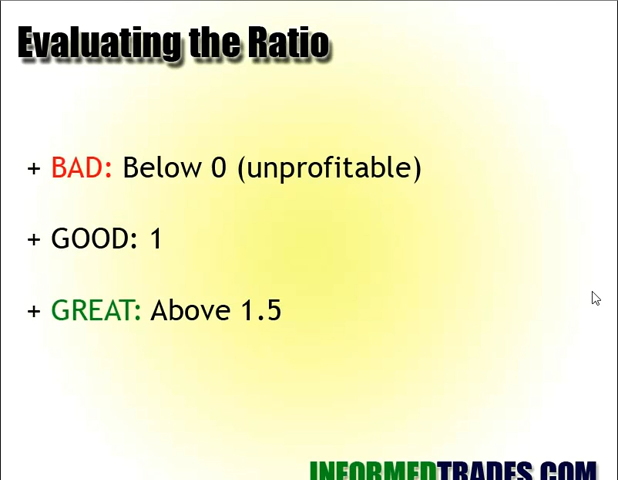 Evaluating the Ratio
+ BAD: Below 0 (unprofitable)
+ GOOD: 1
+ GREAT: Above 1.5
INFORMEDTRADES.COM